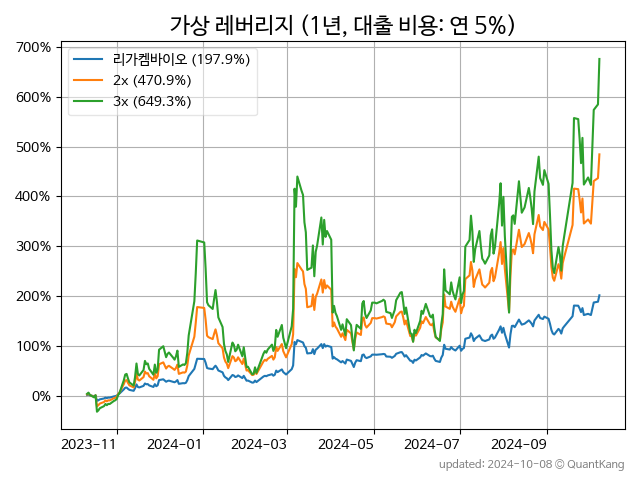 가상 레버리지 (1년, 대출 비용: 연 5%)
700%
600%
500%
400%
300%
200%
100%
0%
리가켐바이오 (197.9%)
2x (470.9%)
3x (649.3%)
2023-11
2024-01
2024-03
2024-05
2024-07
2024-09
updated: 2024-10-08 © QuantKang